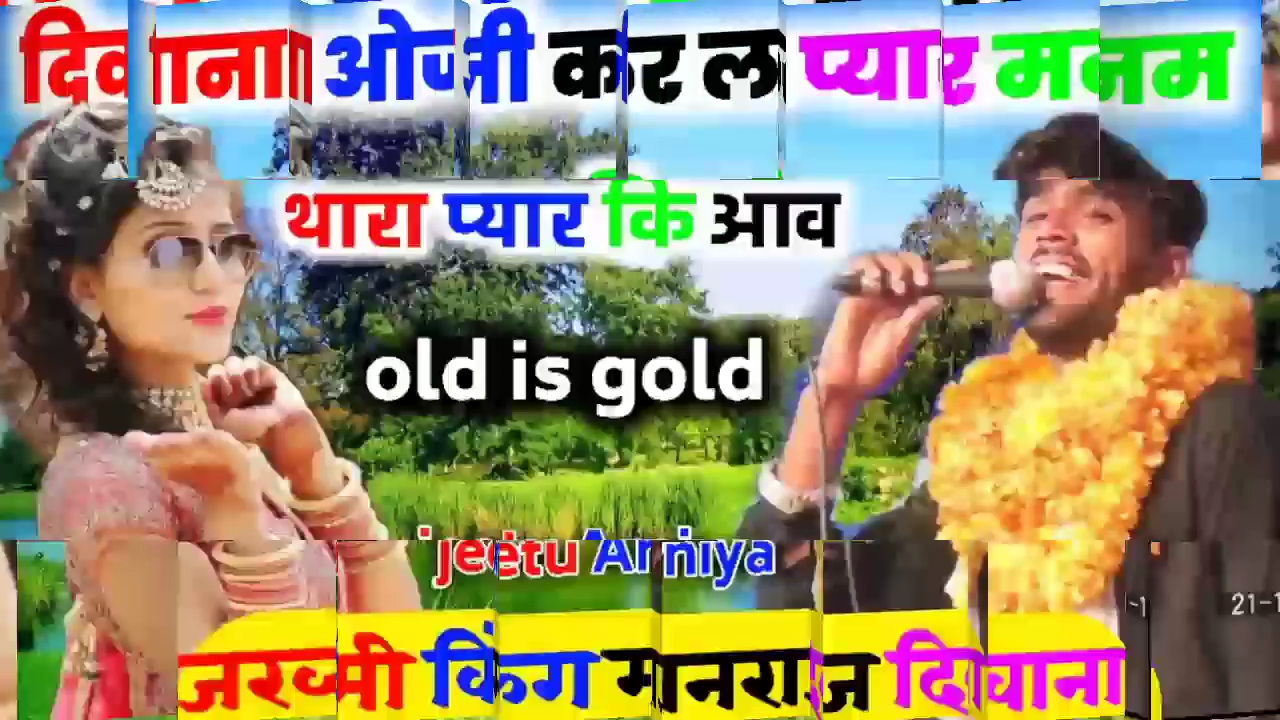 दिवाना ओजी कर ल प्यार मनम
थारा प्यार कि आव
old is gold
jeetu Arniya
जख्मी किंग मानराज दिवाना